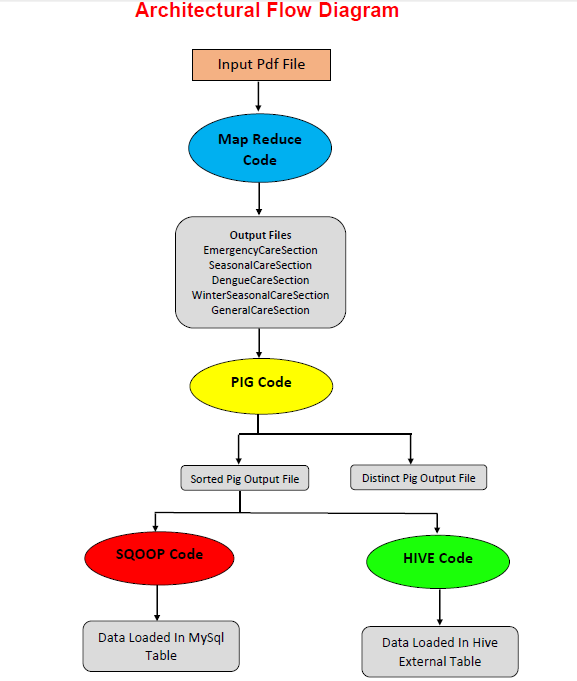 Architectural Flow Diagram
Input Pdf File
Map Reduce
Code
Output Files
EmergencyCareSection
SeasonalCareSection
DengueCareSection
WinterSeasonalCareSection
GeneralCareSection
PIG Code
Sorted Pig Output File
Distinct Pig Output File
SQOOP Code
HIVE Code
Data Loaded In MySql
Table
Data Loaded In Hive
External Table